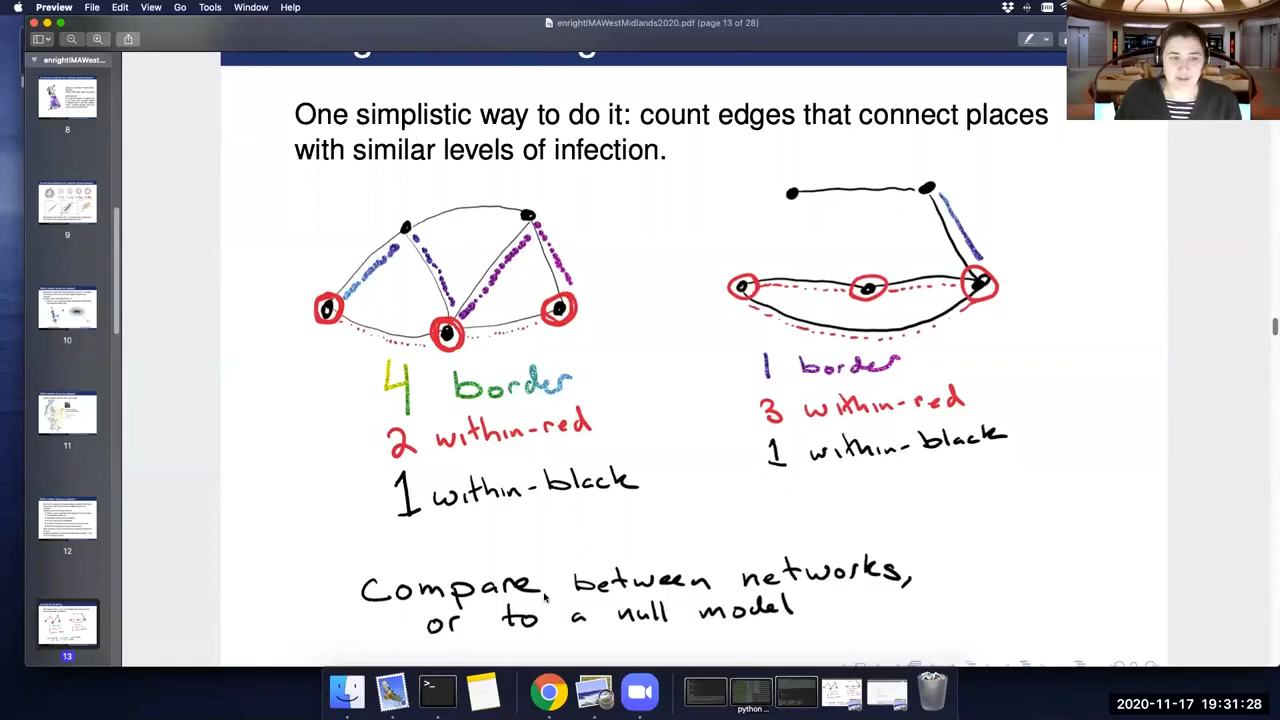 Preview File Edit View Go Tools Window Help
enrightIMAWestMidlands2020.pdf (page 13 of 28)
enrightIMAWest...
8
9
10
11
12
13
One simplistic way to do it: count edges that connect places
with similar levels of infection.
4 border
2 within-red
1 within-black
1 border
3 within-red
1 within-black
Compare between networks,
or to a null model
python ...
2020-11-17 19:31:28